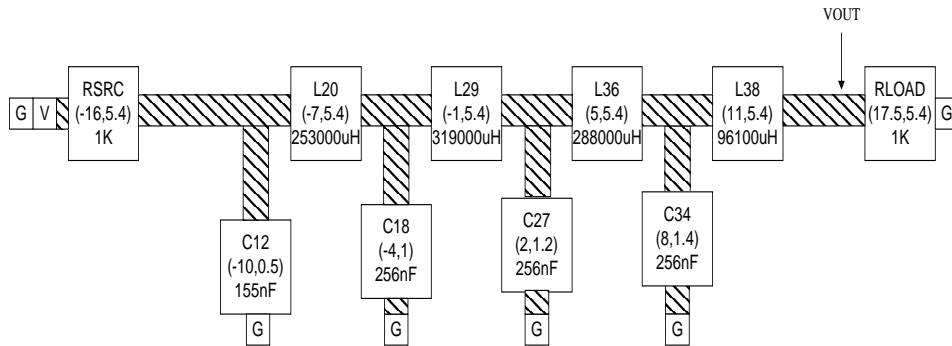 VOUT
RSRC
(-16,5.4)
1K
L20
(-7,5.4)
253000uH
L29
(-1,5.4)
319000uH
L36
(5,5.4)
288000uH
L38
(11,5.4)
96100uH
RLOAD
(17.5,5.4)
1K
G V
G
C12
(-10,0.5)
155nF
C18
(-4,1)
256nF
C27
(2,1.2)
256nF
C34
(8,1.4)
256nF
G
G
G
G